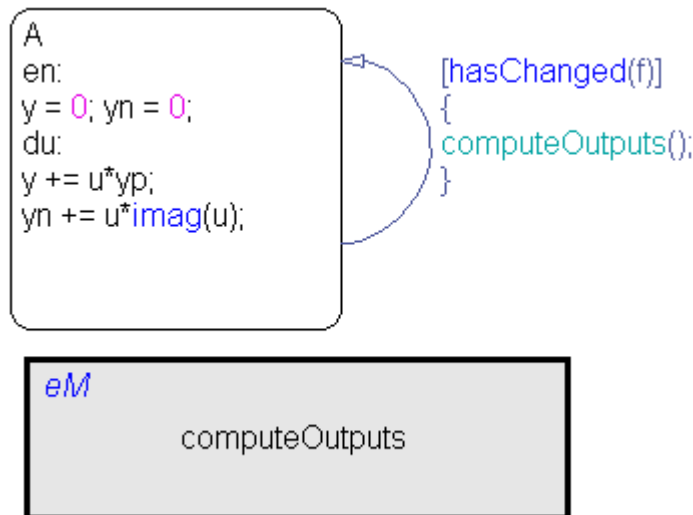 A
en:
y = 0; yn = 0;
du:
y += u*yp;
yn += u*imag(u);
[hasChanged(f)]
{
computeOutputs();
}
eM
computeOutputs